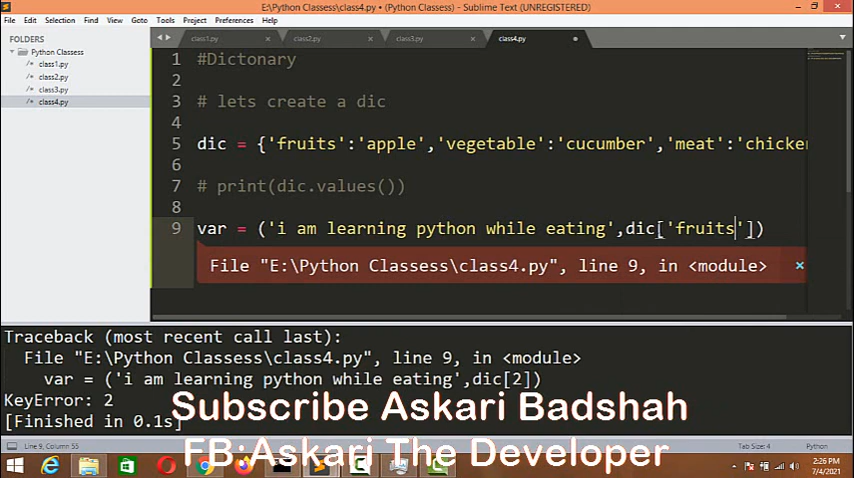 E:\Python Classess\class4.py • (Python Classess) - Sublime Text (UNREGISTERED)
File Edit Selection Find View Goto Tools Project Preferences Help
FOLDERS
Python Classess
class1.py
class2.py
class3.py
class4.py
class1.py class2.py class3.py class4.py
1 #Dictonary
2
3 # lets create a dic
4
5 dic = {'fruits':'apple','vegetable':'cucumber','meat':'chicken
6
7 # print(dic.values())
8
9 var = ('i am learning python while eating',dic['fruits'])
File "E:\Python Classess\class4.py", line 9, in <module> ×
Traceback (most recent call last):
File "E:\Python Classess\class4.py", line 9, in <module>
var = ('i am learning python while eating',dic[2])
KeyError: 2
[Finished in 0.1s]
Subscribe Askari Badshah
FB:Askari The Developer
Line 9, Column 55 Tab Size: 4 Python
2:26 PM
7/4/2021